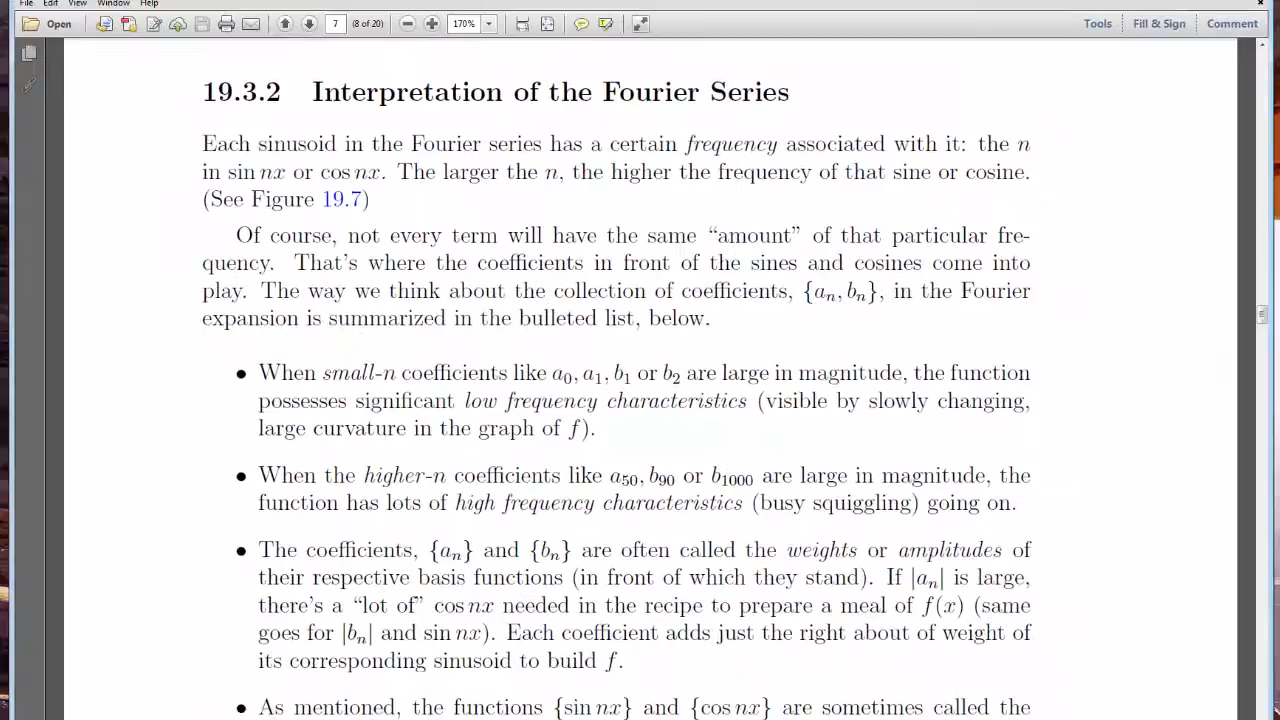 File Edit View Window Help
Open 7 (8 of 20) 170% Tools Fill & Sign Comment
19.3.2 Interpretation of the Fourier Series
Each sinusoid in the Fourier series has a certain frequency associated with it: the n
in sin nx or cos nx. The larger the n, the higher the frequency of that sine or cosine.
(See Figure 19.7)
Of course, not every term will have the same “amount” of that particular fre-
quency. That’s where the coefficients in front of the sines and cosines come into
play. The way we think about the collection of coefficients, {aₙ, bₙ}, in the Fourier
expansion is summarized in the bulleted list, below.
• When small-n coefficients like a₀, a₁, b₁ or b₂ are large in magnitude, the function
possesses significant low frequency characteristics (visible by slowly changing,
large curvature in the graph of f).
• When the higher-n coefficients like a₅₀, b₉₀ or b₁₀₀₀ are large in magnitude, the
function has lots of high frequency characteristics (busy squiggling) going on.
• The coefficients, {aₙ} and {bₙ} are often called the weights or amplitudes of
their respective basis functions (in front of which they stand). If |aₙ| is large,
there’s a “lot of” cos nx needed in the recipe to prepare a meal of f(x) (same
goes for |bₙ| and sin nx). Each coefficient adds just the right about of weight of
its corresponding sinusoid to build f.
• As mentioned, the functions {sin nx} and {cos nx} are sometimes called the